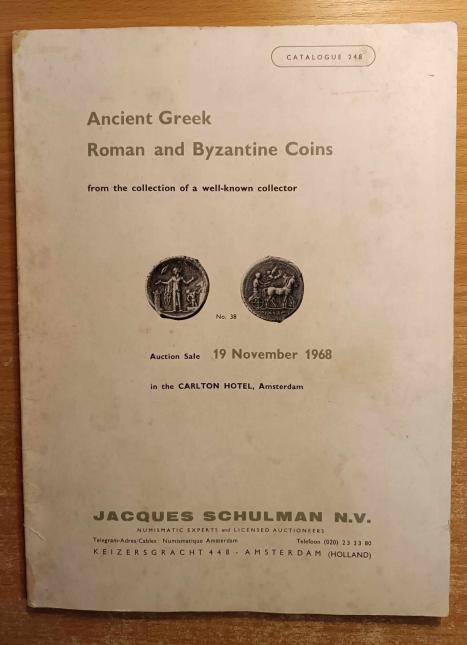 CATALOGUE 248
Ancient Greek
Roman and Byzantine Coins
from the collection of a well-known collector
No. 38
Auction Sale 19 November 1968
in the CARLTON HOTEL, Amsterdam
JACQUES SCHULMAN N.V.
NUMISMATIC EXPERTS and LICENSED AUCTIONEERS
Telegram-Adres/Cables: Numismatique Amsterdam Telefoon (020) 23 33 80
KEIZERSGRACHT 448 - AMSTERDAM (HOLLAND)